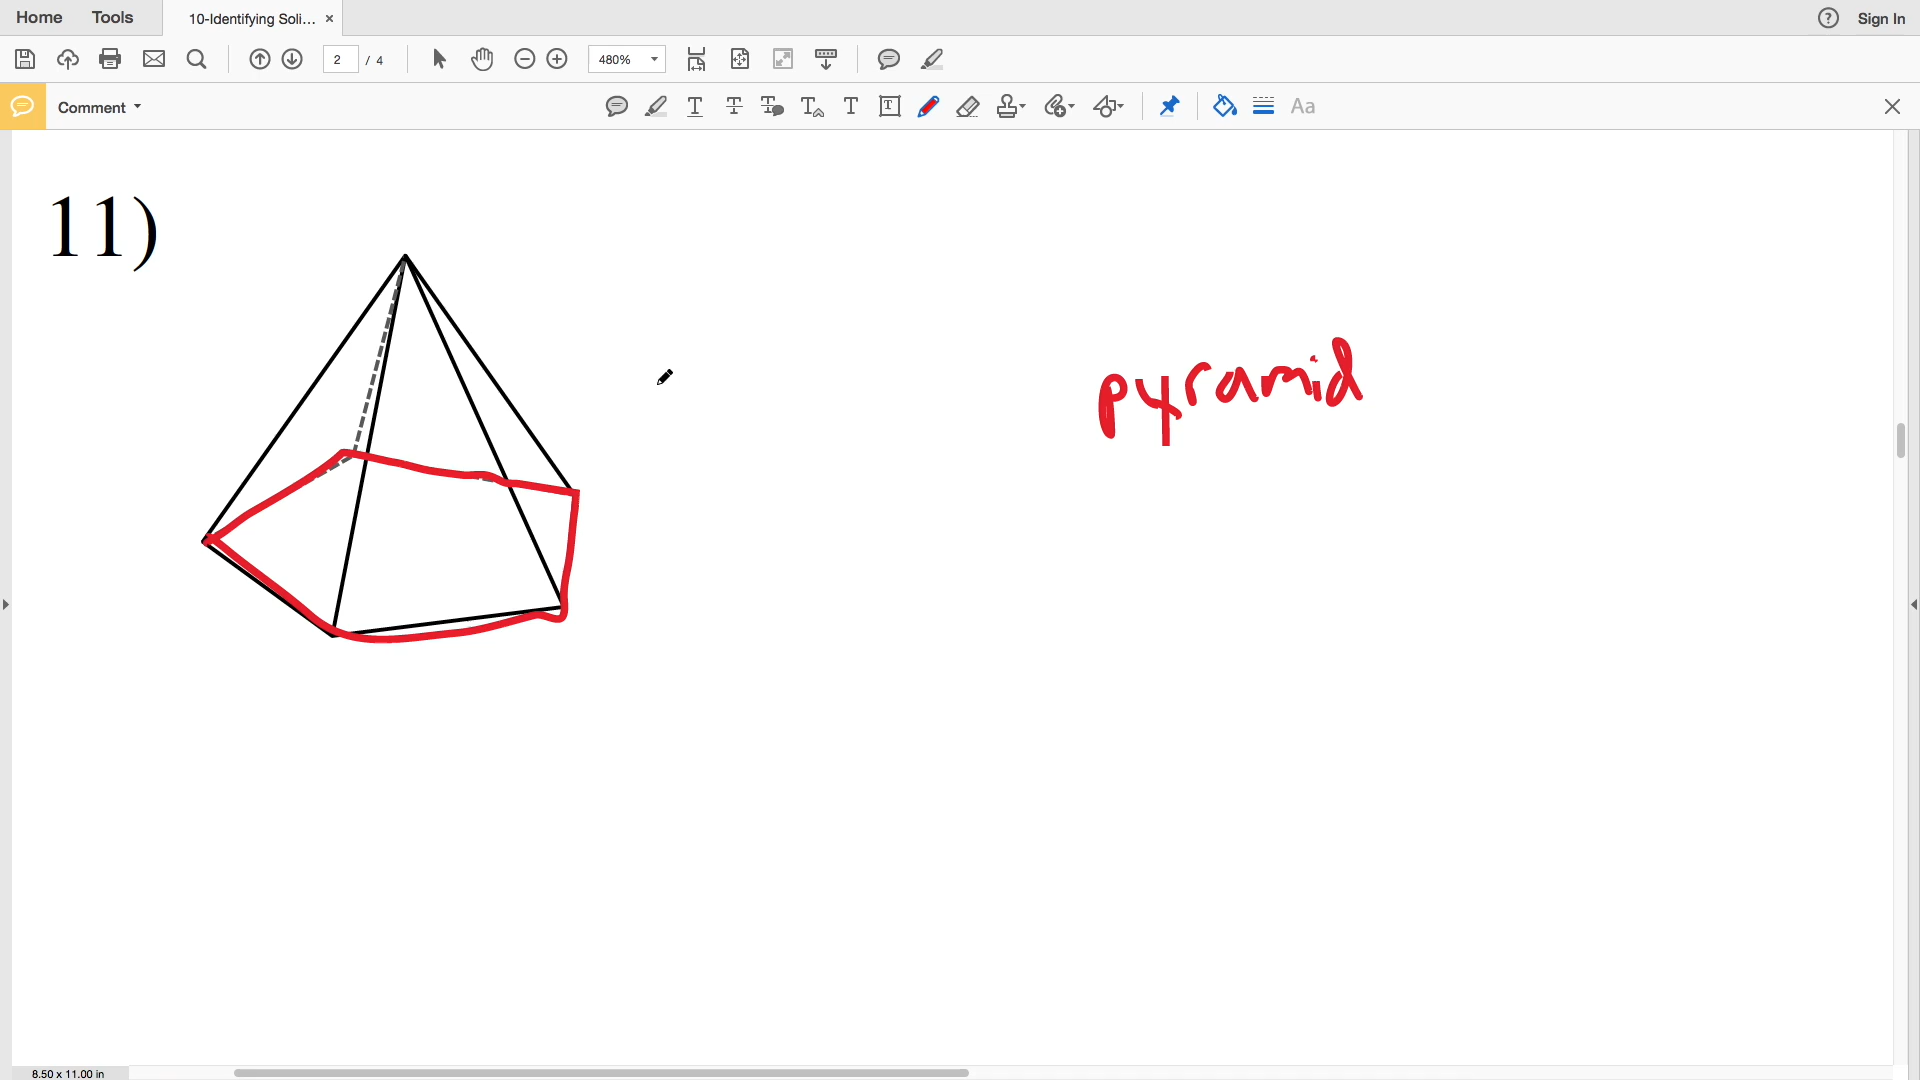 Home Tools 10-Identifying Soli... × ? Sign In
2 / 4 480%
Comment T T T T T T Aa
11)
pyramid
8.50 x 11.00 in